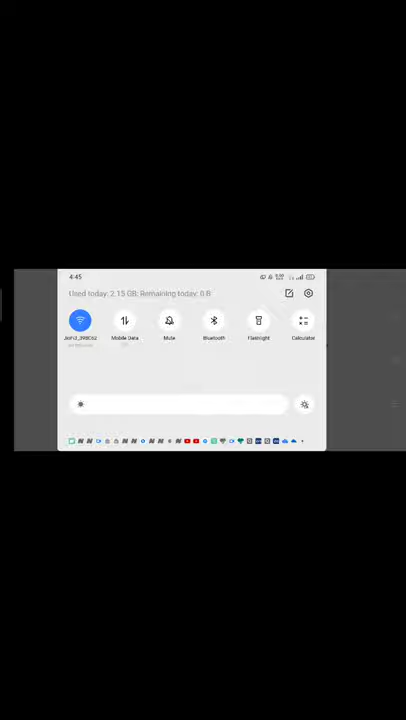 4:45
Used today: 2.15 GB; Remaining today: 0 B
Mobile Data
Mute
Bluetooth
Flashlight
Calculator